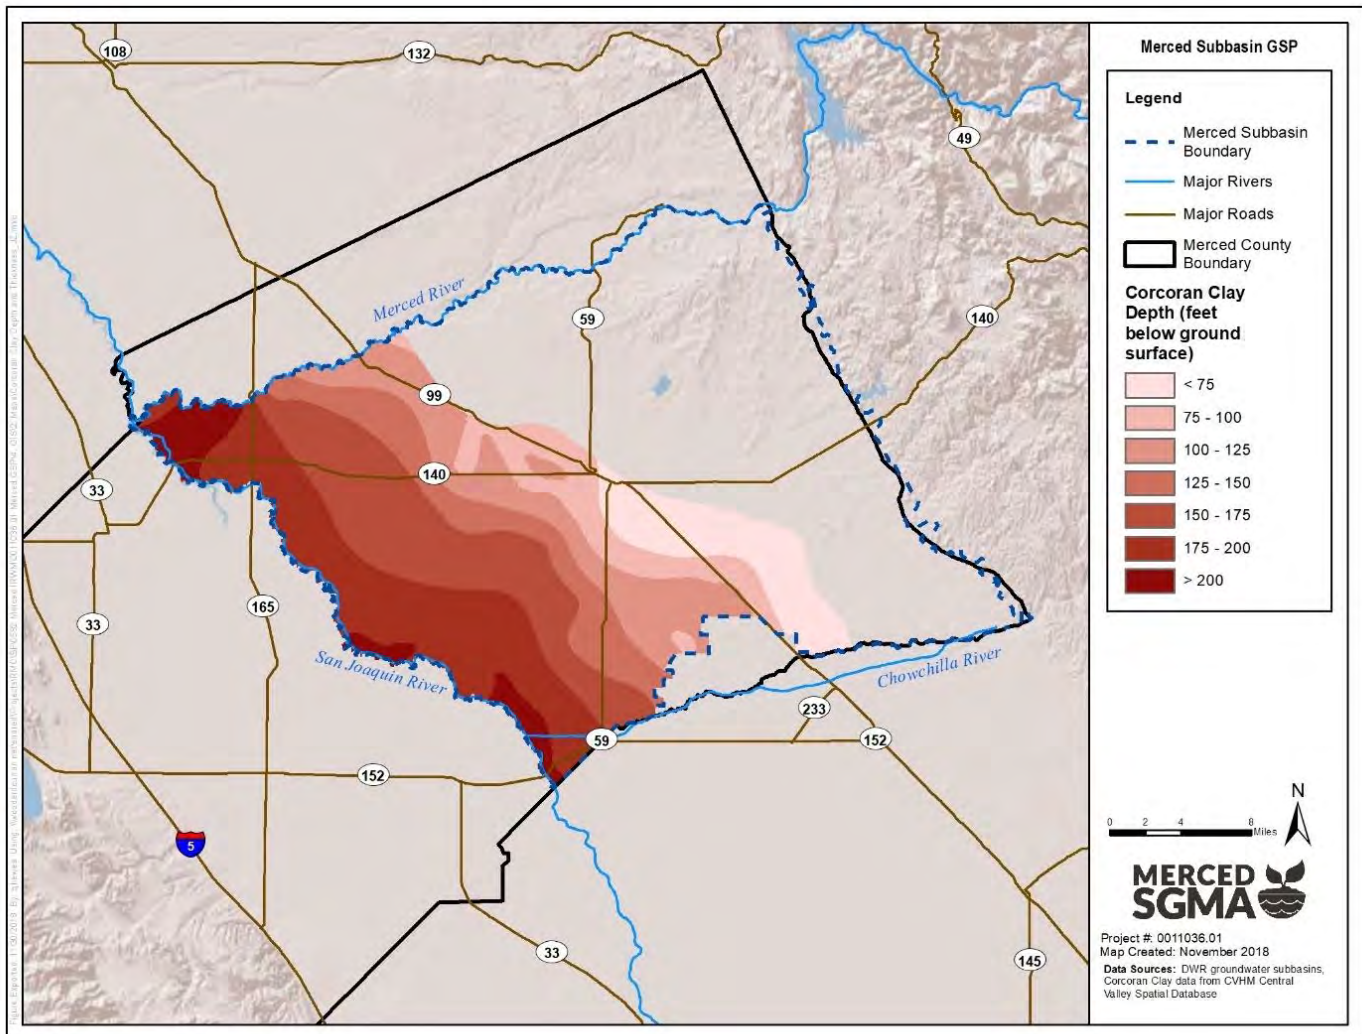 108
132
49
Merced River
59
140
99
140
33
33
165
San Joaquin River
Chowchilla River
233
59
152
152
5
33
145
Merced Subbasin GSP
Legend
Merced Subbasin
Boundary
Major Rivers
Major Roads
Merced County
Boundary
Corcoran Clay
Depth (feet
below ground
surface)
< 75
75 - 100
100 - 125
125 - 150
150 - 175
175 - 200
> 200
N
0 2 4 8
Miles
MERCED
SGMA
Project #: 0011036.01
Map Created: November 2018
Data Sources: DWR groundwater subbasins,
Corcoran Clay data from CVHM Central
Valley Spatial Database